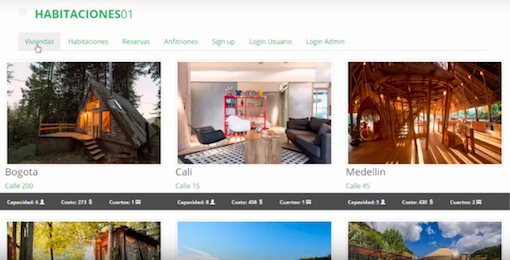 HABITACIONES01
Viviendas Habitaciones Reservas Anfitriones Sign up Login Usuario Login Admin
Bogota Cali Medellin
Calle 200 Calle 15 Calle 45
Capacidad: 6 Costo: 273 $ Cuartos: 1 Capacidad: 8 Costo: 458 $ Cuartos: 1 Capacidad: 5 Costo: 430 $ Cuartos: 2